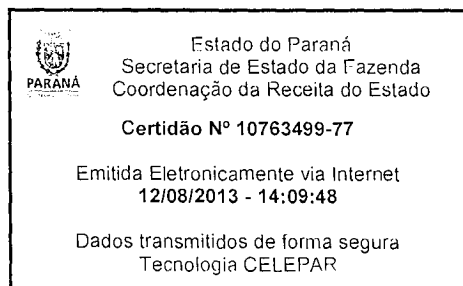 Estado do Paraná
Secretaria de Estado da Fazenda
PARANÁ
Coordenação da Receita do Estado
Certidão Nº 10763499-77
Emitida Eletronicamente via Internet
12/08/2013 - 14:09:48
Dados transmitidos de forma segura
Tecnologia CELEPAR